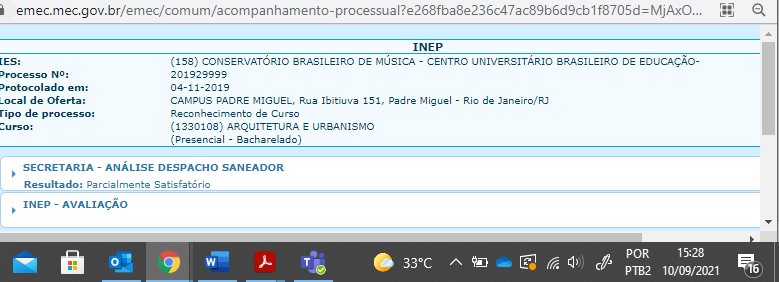 emec.mec.gov.br/emec/comum/acompanhamento-processual?e268fba8e236c47ac89b6d9cb1f8705d=MjAxO...
INEP
IES: (158) CONSERVATÓRIO BRASILEIRO DE MÚSICA - CENTRO UNIVERSITÁRIO BRASILEIRO DE EDUCAÇÃO-
Processo Nº: 201929999
Protocolado em: 04-11-2019
Local de Oferta: CAMPUS PADRE MIGUEL, Rua Ibitiuva 151, Padre Miguel - Rio de Janeiro/RJ
Tipo de processo: Reconhecimento de Curso
Curso: (1330108) ARQUITETURA E URBANISMO
(Presencial - Bacharelado)
SECRETARIA - ANÁLISE DESPACHO SANEADOR
Resultado: Parcialmente Satisfatório
INEP - AVALIAÇÃO
33°C
POR
PTB2
15:28
10/09/2021
16